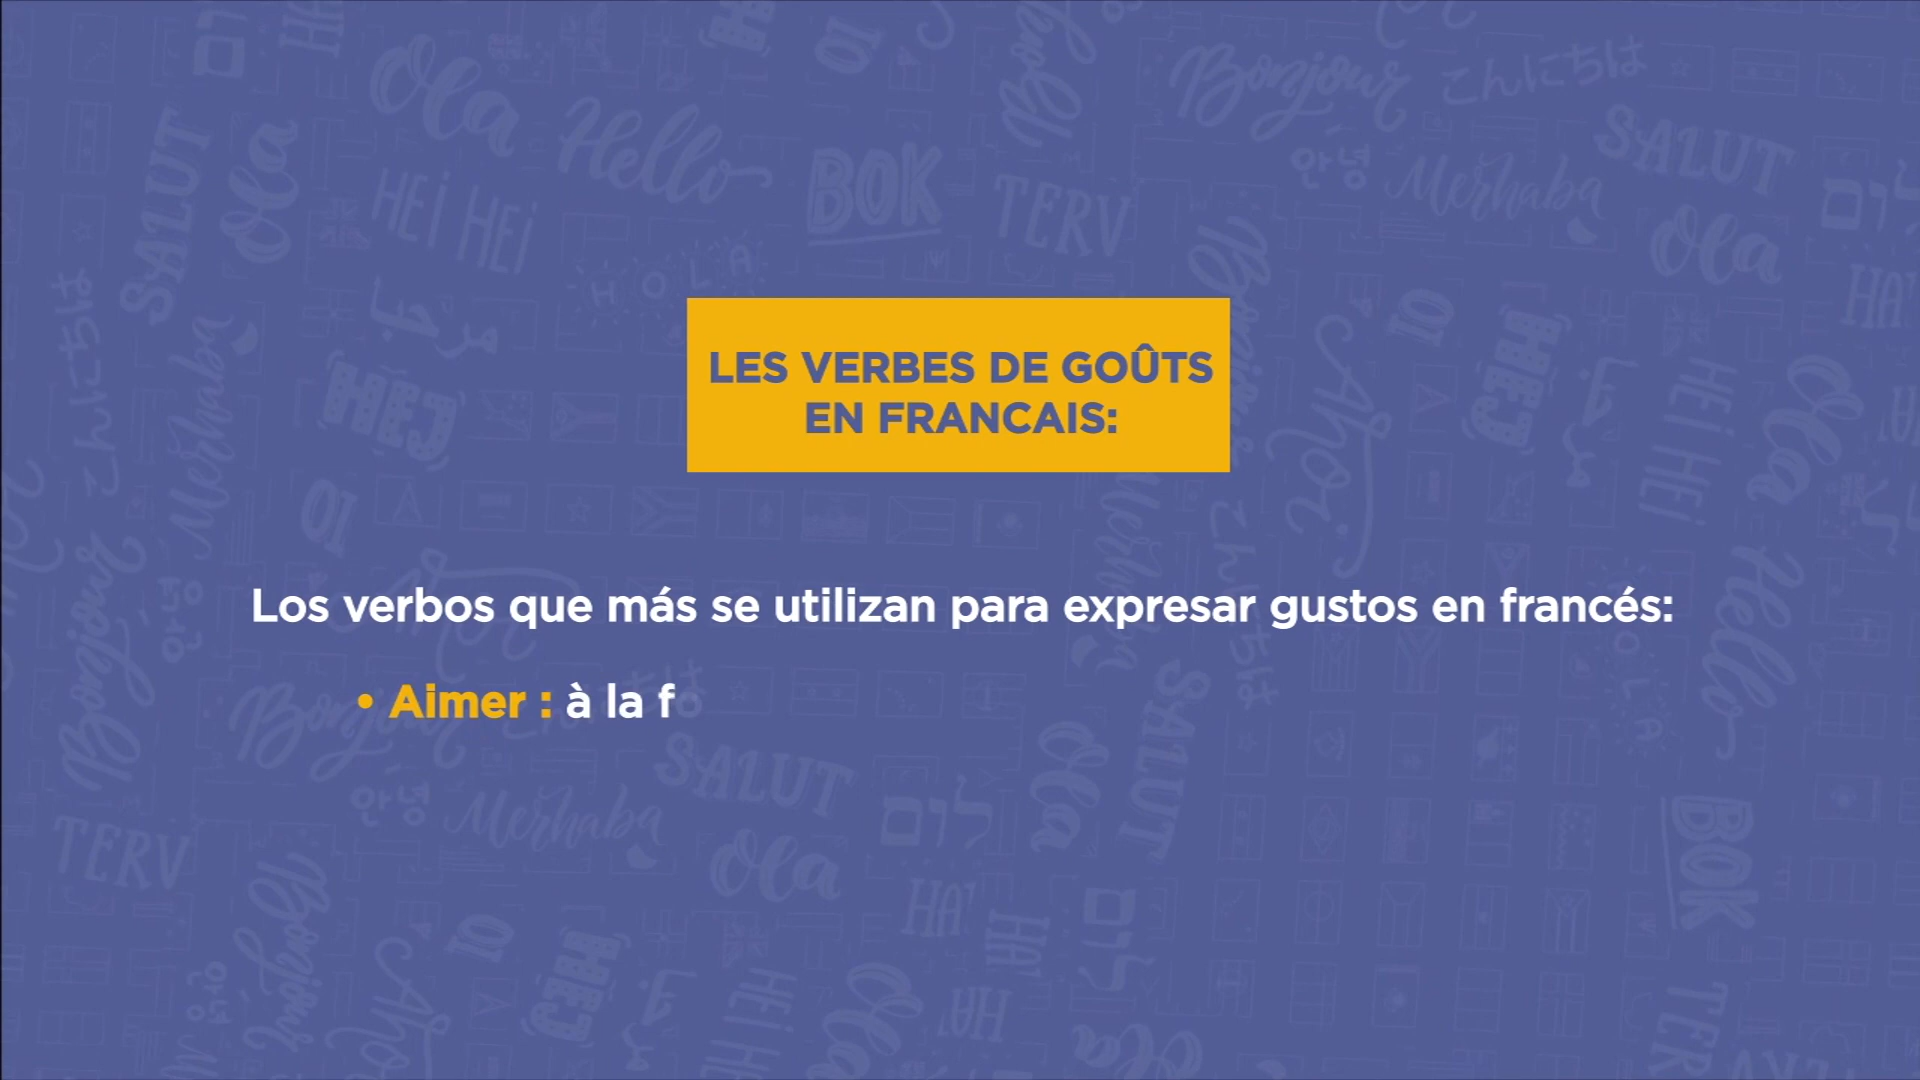 LES VERBES DE GOÛTS
EN FRANCAIS:
Los verbos que más se utilizan para expresar gustos en francés:
• Aimer : à la f